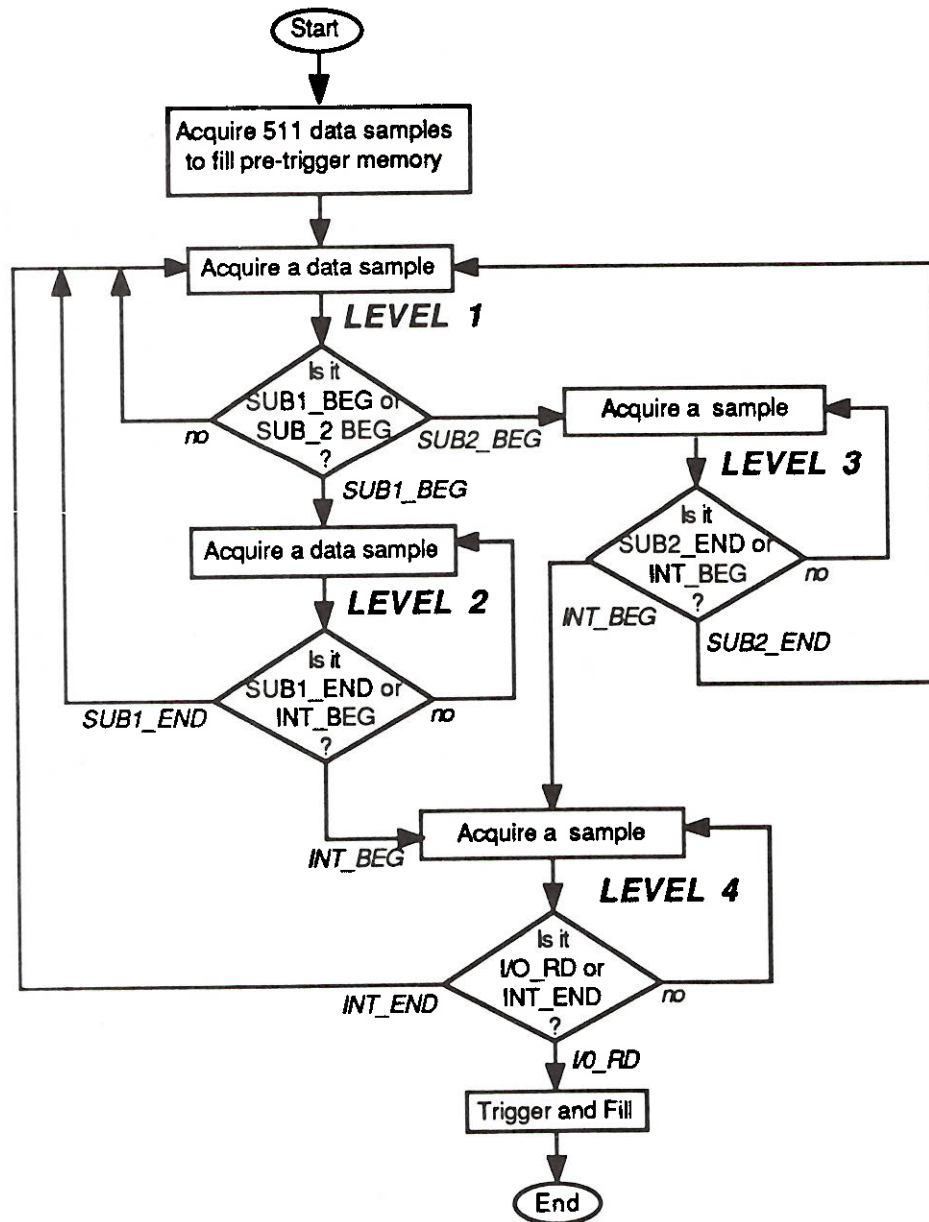 Start
Acquire 511 data samples
to fill pre-trigger memory
Acquire a data sample
LEVEL 1
Is it
SUB1_BEG or
SUB_2 BEG
?
no
SUB2_BEG
SUB1_BEG
Acquire a sample
LEVEL 3
Is it
SUB2_END or
INT_BEG
?
no
INT_BEG
SUB2_END
Acquire a data sample
LEVEL 2
Is it
SUB1_END or
INT_BEG
?
SUB1_END
no
INT_BEG
Acquire a sample
LEVEL 4
Is it
I/O_RD or
INT_END
?
INT_END
no
I/0_RD
Trigger and Fill
End